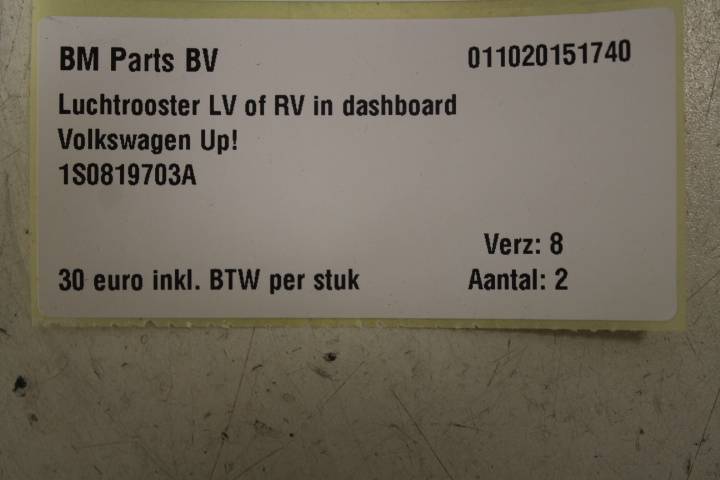 BM Parts BV 011020151740
Luchtrooster LV of RV in dashboard
Volkswagen Up!
1S0819703A
Verz: 8
30 euro inkl. BTW per stuk Aantal: 2